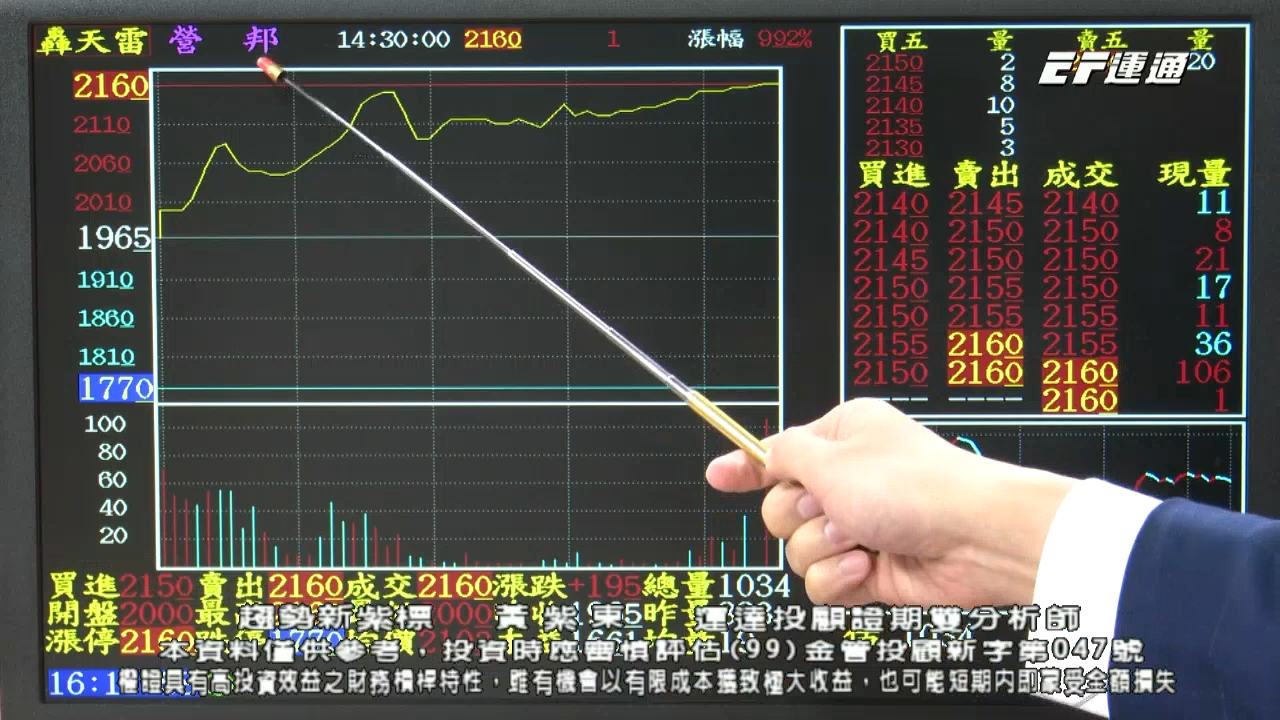 轟天雷 營 邦 14:30:00 2160 1 漲幅 992%
買五 量 賣五 量
2150 2 20
EF運通
2145 8
2140 10
2135 5
2130 3
2160
2110
2060
2010
1965
1910
1860
1810
1770
100
80
60
40
20
買進 賣出 成交 現量
2140 2145 2140 11
2140 2150 2150 8
2145 2150 2150 21
2150 2155 2150 17
2150 2155 2155 11
2155 2160 2155 36
2150 2160 2160 106
---- ---- 2160 1
買進2150 賣出2160 成交2160 漲跌+195 總量1034
開盤2000
漲停2160 跌停1770
趨勢新紫標 黃紫東 運達投顧證期雙分析師
本資料僅供參考 投資時應審慎評估(99)金管投顧新字第047號
16:1
權證具有高投資效益之財務槓桿特性，雖有機會以有限成本獲致極大收益，也可能短期內即蒙受全額損失